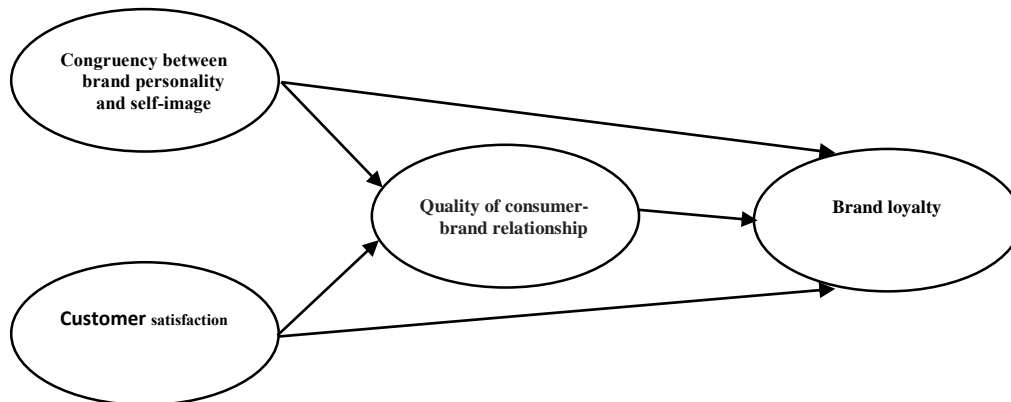 Congruency between
brand personality
and self-image
Quality of consumer-
brand relationship
Brand loyalty
Customer satisfaction